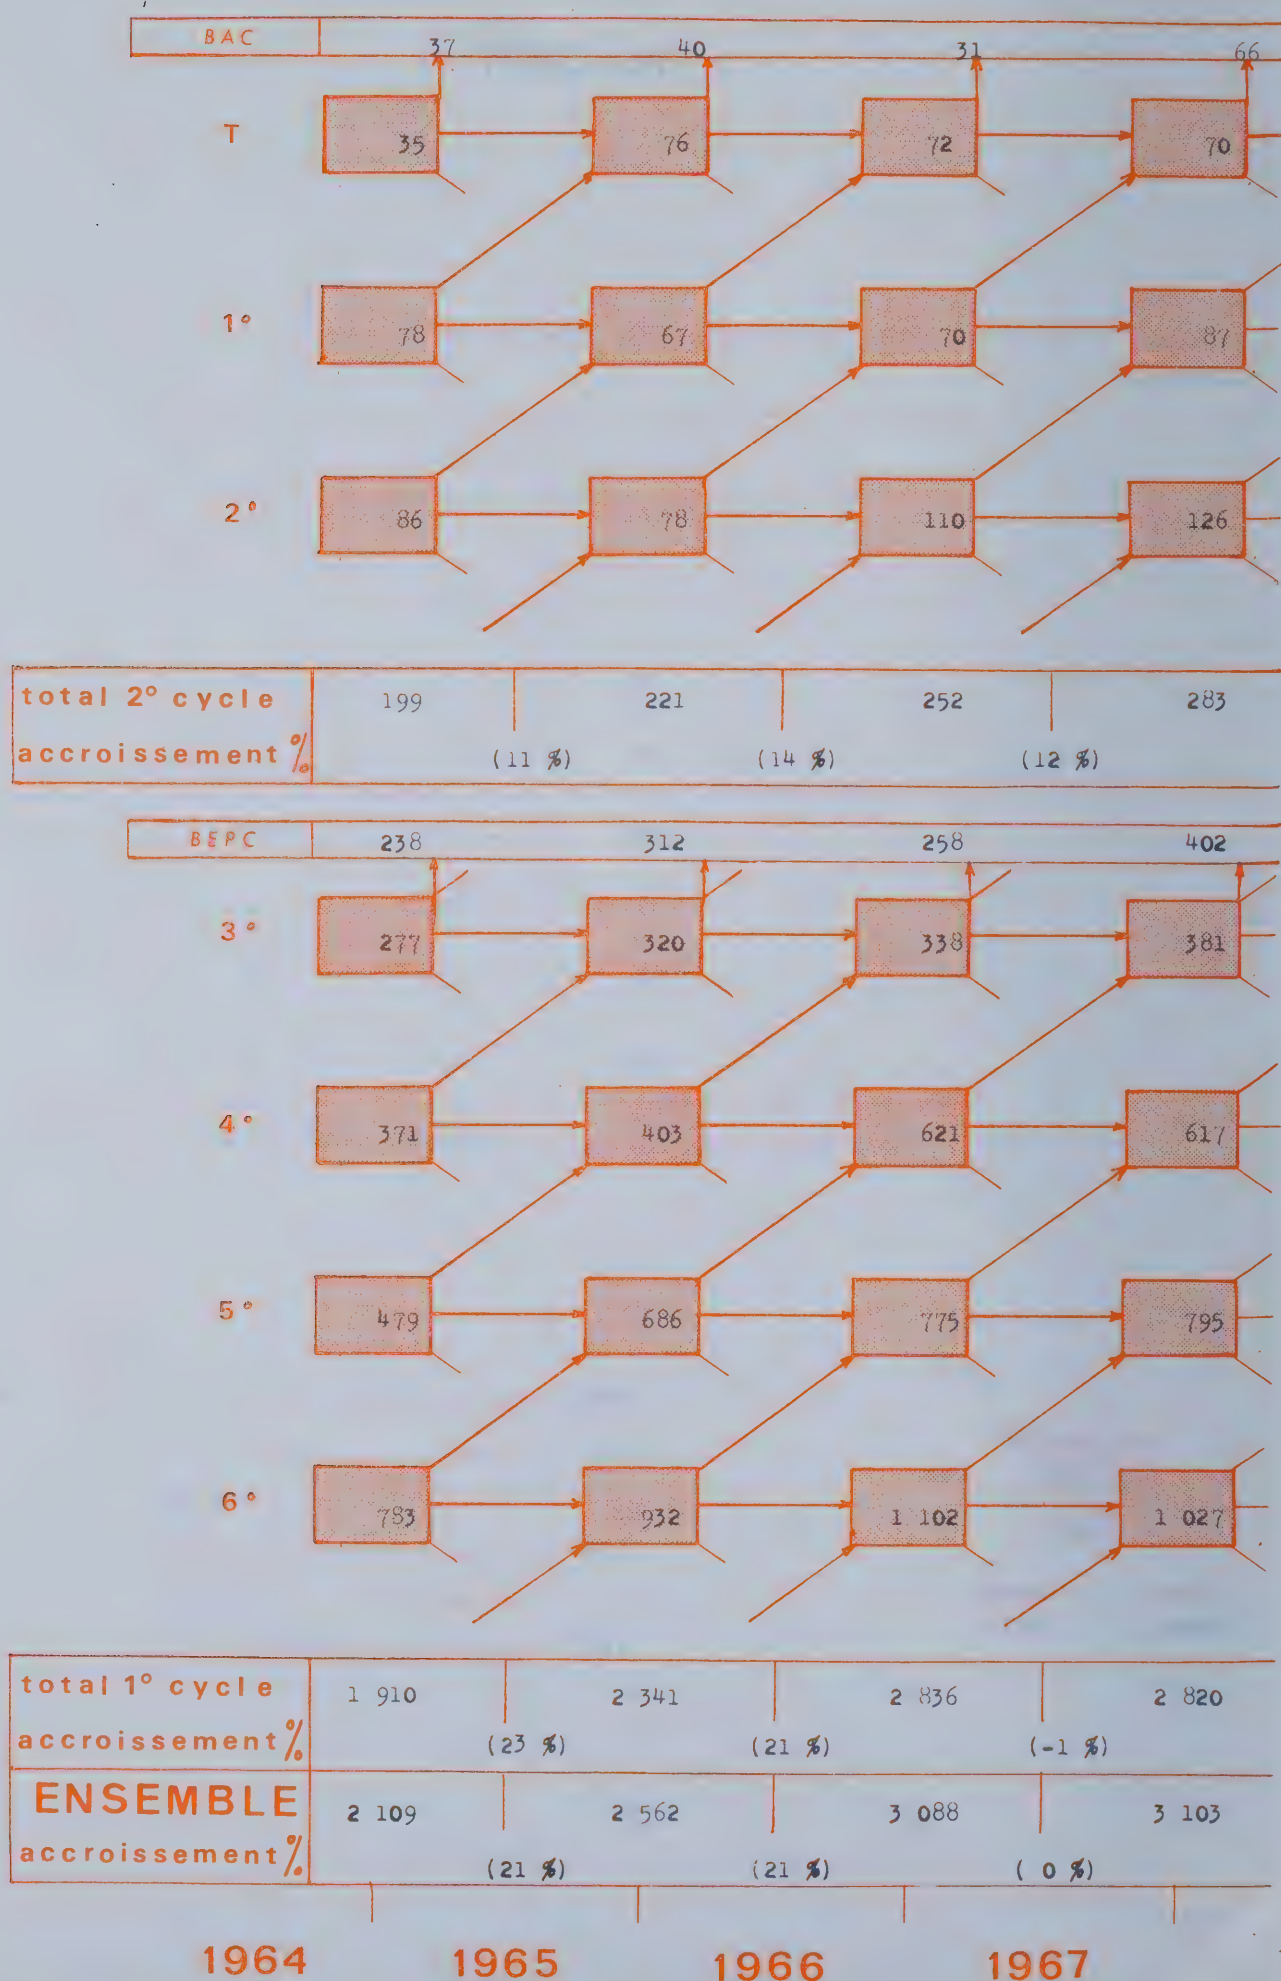 BAC 37 40 31 66
T 35 76 72 70
1° 78 67 70 87
2° 86 78 110 126
total 2° cycle 199 221 252 283
accroissement % (11 %) (14 %) (12 %)
BEPC 238 312 258 402
3° 277 320 338 381
4° 371 403 621 617
5° 479 686 775 795
6° 783 932 1 102 1 027
total 1° cycle 1 910 2 341 2 836 2 820
accroissement % (23 %) (21 %) (-1 %)
ENSEMBLE 2 109 2 562 3 088 3 103
accroissement % (21 %) (21 %) ( 0 %)
1964 1965 1966 1967